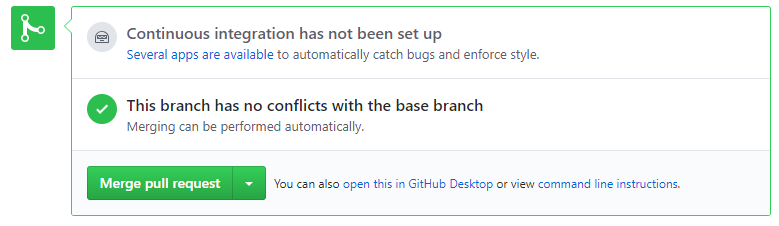 Continuous integration has not been set up
Several apps are available to automatically catch bugs and enforce style.
This branch has no conflicts with the base branch
Merging can be performed automatically.
Merge pull request You can also open this in GitHub Desktop or view command line instructions.